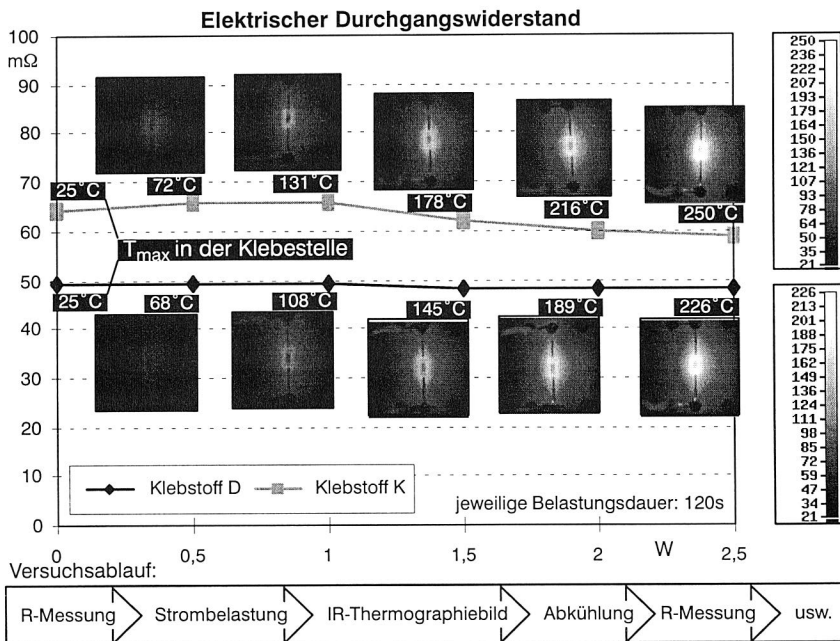 Elektrischer Durchgangswiderstand
100
mΩ
90
80
70
60
50
40
30
20
10
0
25°C
72°C
131°C
178°C
216°C
250°C
T_max in der Klebestelle
25°C
68°C
108°C
145°C
189°C
226°C
Klebstoff D
Klebstoff K
jeweilige Belastungsdauer: 120s
0
0,5
1
1,5
2
W
2,5
250
236
222
207
193
179
164
150
136
121
107
93
78
64
50
35
21
226
213
201
188
175
162
149
136
124
111
98
85
72
59
47
34
21
Versuchsablauf:
R-Messung
Strombelastung
IR-Thermographiebild
Abkühlung
R-Messung
usw.